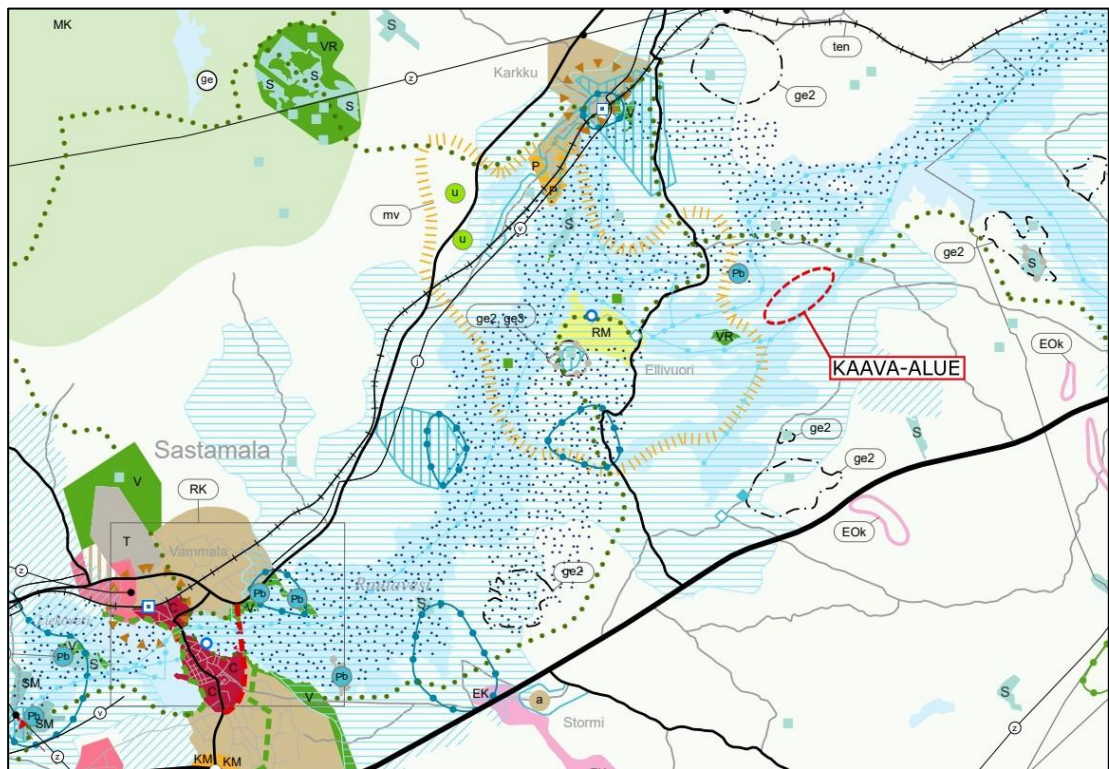 MK
S
VR
S
S
S
ge
z
Karkku
ten
ge2
V
P
P
u
mv
u
v
S
Pb
ge2
S
ge2, ge3
RM
VR
EOk
KAAVA-ALUE
Ellivuori
j
S
ge2
ge2
Sastamala
RK
V
EOk
T
Vammala
z
ge2
Rautavesi
C
V
Pb
Pb
S
Pb
V
S
C
C
Pb
V
SM
Pb
SM
v
z
z
EK
a
Stormi
S
z
KM
KM